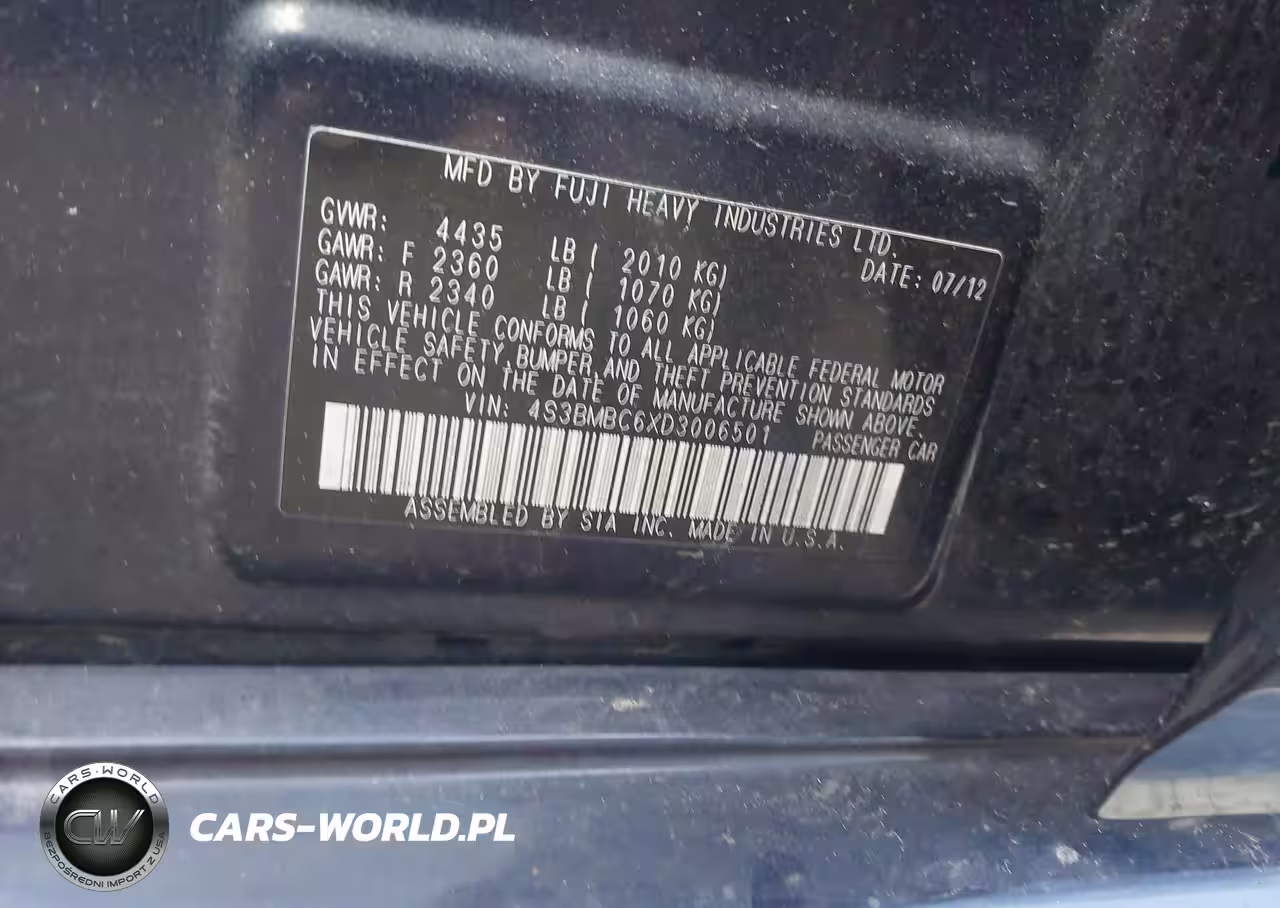 MFD BY FUJI HEAVY INDUSTRIES LTD.
DATE: 07/12
GVWR: 4435 LB ( 2010 KG)
GAWR: F 2360 LB ( 1070 KG)
GAWR: R 2340 LB ( 1060 KG)
THIS VEHICLE CONFORMS TO ALL APPLICABLE FEDERAL MOTOR
VEHICLE SAFETY, BUMPER, AND THEFT PREVENTION STANDARDS
IN EFFECT ON THE DATE OF MANUFACTURE SHOWN ABOVE.
VIN: 4S3BMBC6XD3006501 PASSENGER CAR
ASSEMBLED BY SIA INC. MADE IN U.S.A.
CARS-WORLD
CW
BEZPOŚREDNI IMPORT Z USA
CARS-WORLD.PL